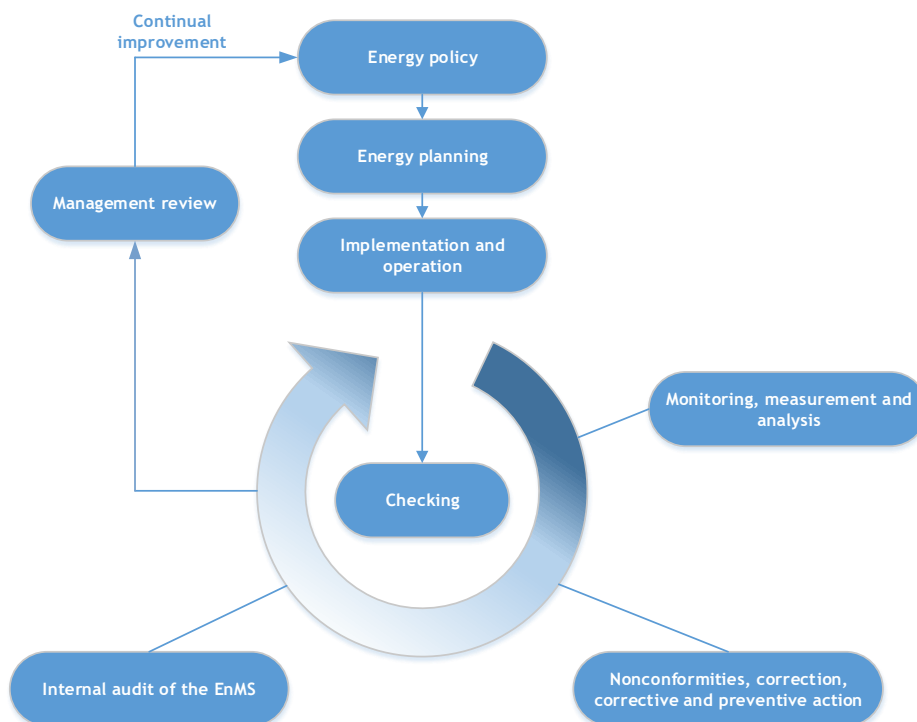 Continual
improvement
Energy policy
Energy planning
Management review
Implementation and
operation
Monitoring, measurement and
analysis
Checking
Internal audit of the EnMS
Nonconformities, correction,
corrective and preventive action